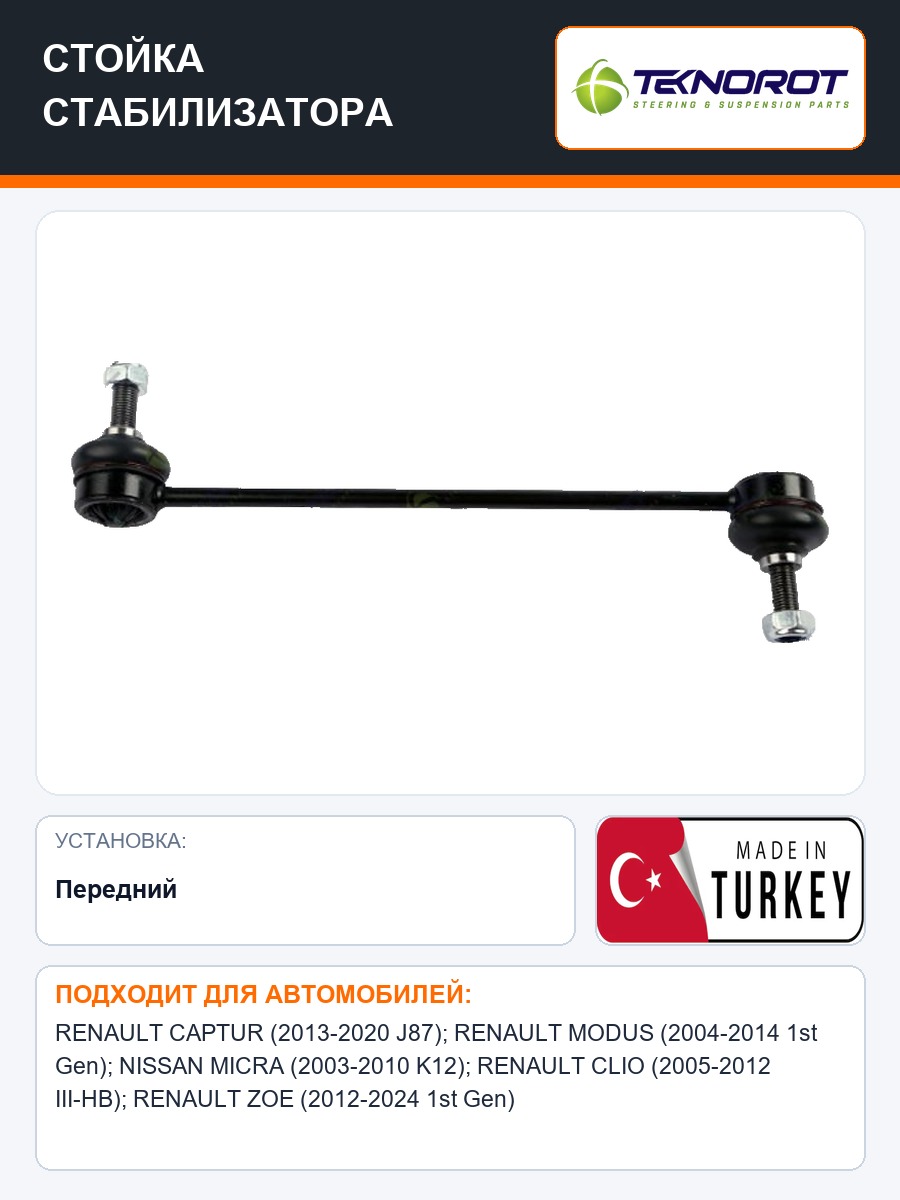 СТОЙКА
СТАБИЛИЗАТОРА
TEKNOROT
STEERING & SUSPENSION PARTS
УСТАНОВКА:
Передний
MADE IN
TURKEY
ПОДХОДИТ ДЛЯ АВТОМОБИЛЕЙ:
RENAULT CAPTUR (2013-2020 J87); RENAULT MODUS (2004-2014 1st
Gen); NISSAN MICRA (2003-2010 K12); RENAULT CLIO (2005-2012
III-HB); RENAULT ZOE (2012-2024 1st Gen)